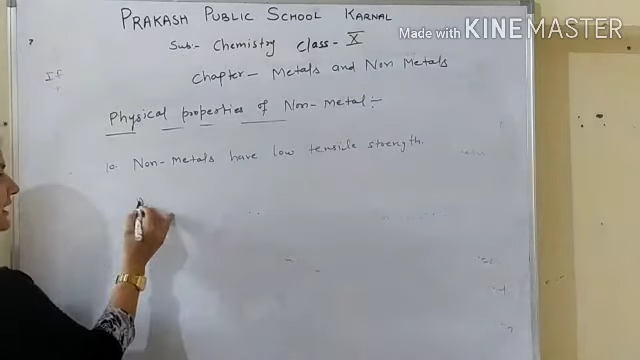 PRAKASH PUBLIC SCHOOL KARNAL
Made with KINEMASTER
Sub:- Chemistry Class- X
Chapter- Metals and Non Metals
If
Physical properties of Non-metal:-
10. Non-metals have low tensile strength.